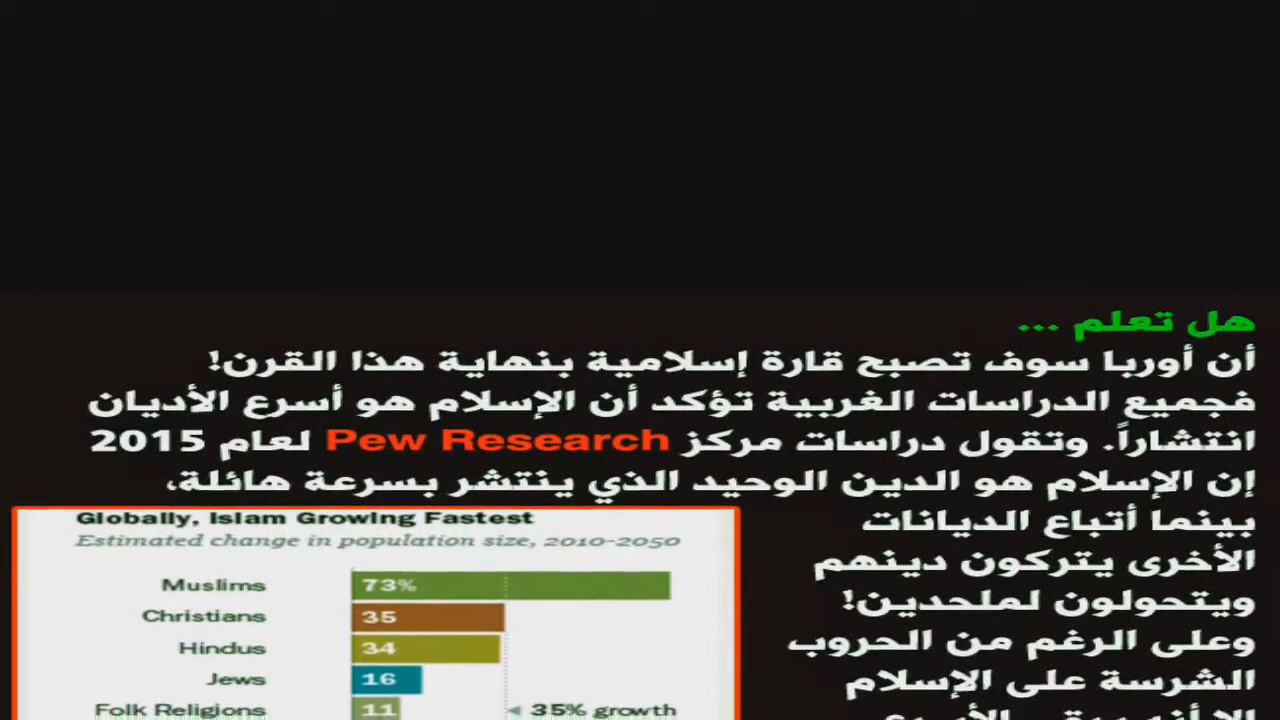 هل تعلم ...
أن أوربا سوف تصبح قارة إسلامية بنهاية هذا القرن!
فجميع الدراسات الغربية تؤكد أن الإسلام هو أسرع الأديان
انتشاراً. وتقول دراسات مركز Pew Research لعام 2015
إن الإسلام هو الدين الوحيد الذي ينتشر بسرعة هائلة،
بينما أتباع الديانات
الأخرى يتركون دينهم
ويتحولون لملحدين!
وعلى الرغم من الحروب
الشرسة على الإسلام
Globally, Islam Growing Fastest
Estimated change in population size, 2010-2050
Muslims 73%
Christians 35
Hindus 34
Jews 16
Folk Religions 11
35% growth